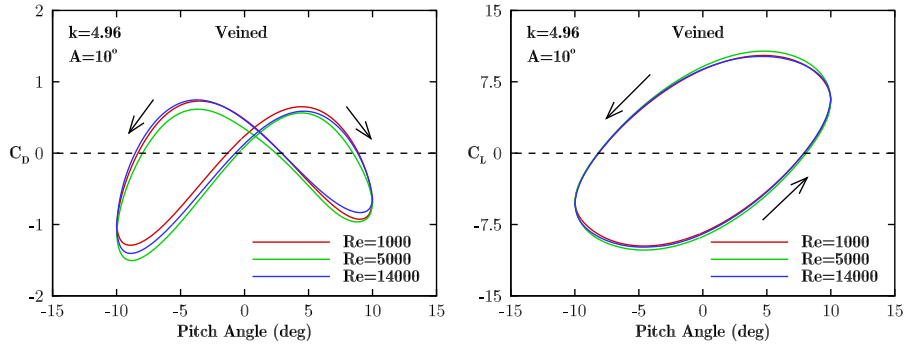 2
1
0
-1
-2
C_D
k=4.96
A=10°
Veined
Re=1000
Re=5000
Re=14000
-15 -10 -5 0 5 10 15
Pitch Angle (deg)
15
7.5
0
-7.5
-15
C_L
k=4.96
A=10°
Veined
Re=1000
Re=5000
Re=14000
-15 -10 -5 0 5 10 15
Pitch Angle (deg)